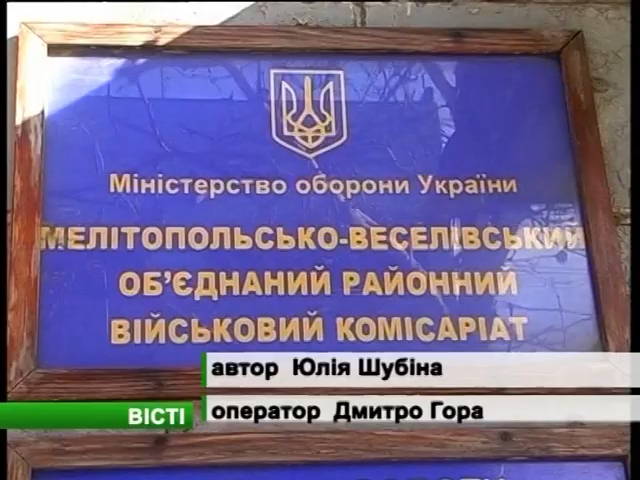 Міністерство оборони України
МЕЛІТОПОЛЬСЬКО-ВЕСЕЛІВСЬКИЙ
ОБ'ЄДНАНИЙ РАЙОННИЙ
ВІЙСЬКОВИЙ КОМІСАРІАТ
автор Юлія Шубіна
ВІСТІ
оператор Дмитро Гора